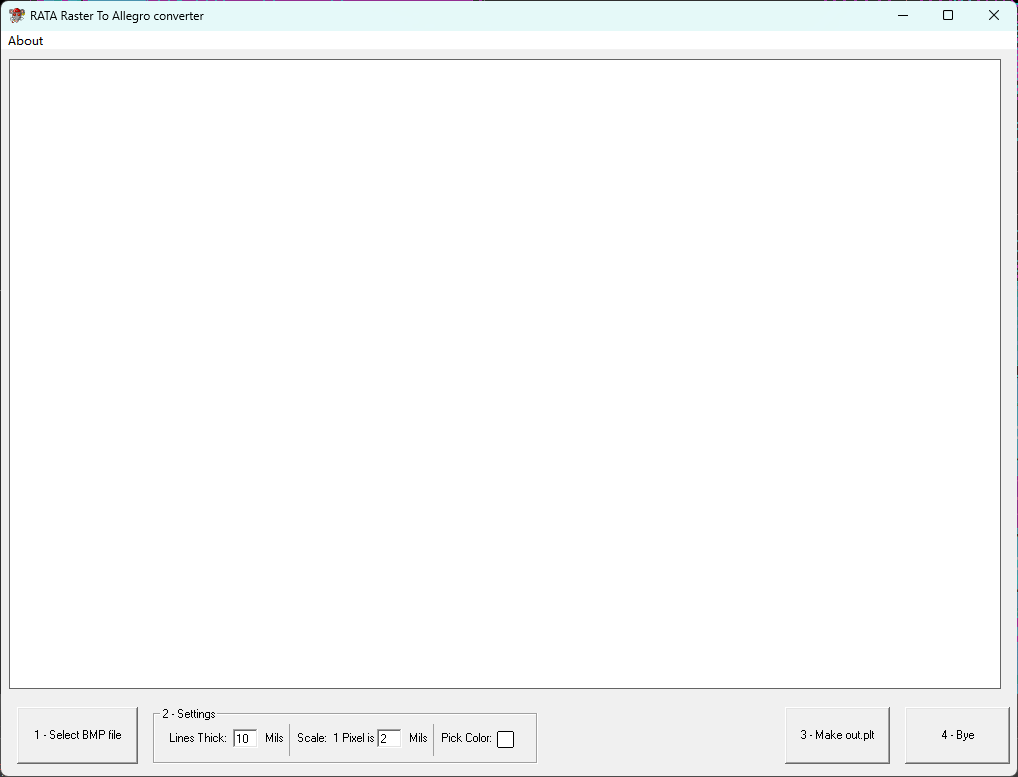 RATA Raster To Allegro converter
About
2 - Settings
1 - Select BMP file
Lines Thick: 10 Mils Scale: 1 Pixel is 2 Mils Pick Color:
3 - Make out.plt
4 - Bye